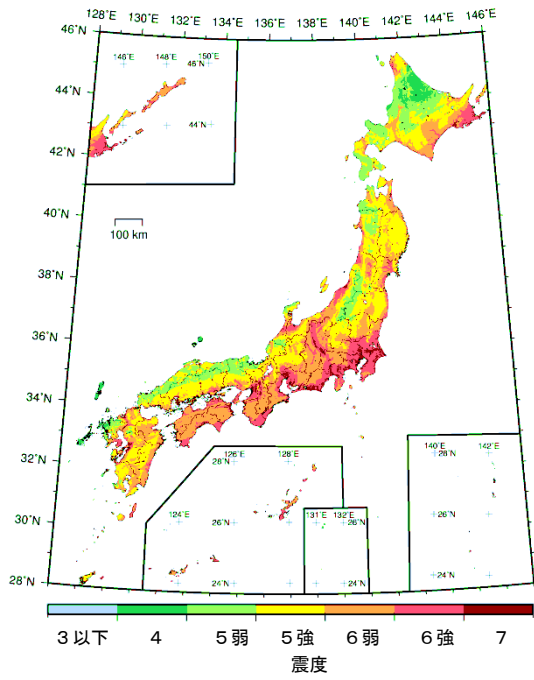 128°E 130°E 132°E 134°E 136°E 138°E 140°E 142°E 144°E 146°E
46°N
146°E 148°E 150°E
46°N
44°N
44°N
42°N
40°N
100 km
38°N
36°N
34°N
32°N
126°E 128°E
28°N
140°E 142°E
28°N
30°N
124°E
26°N
131°E 132°E
26°N
26°N
28°N
24°N
24°N
24°N
3以下 4 5弱 5強 6弱 6強 7
震度